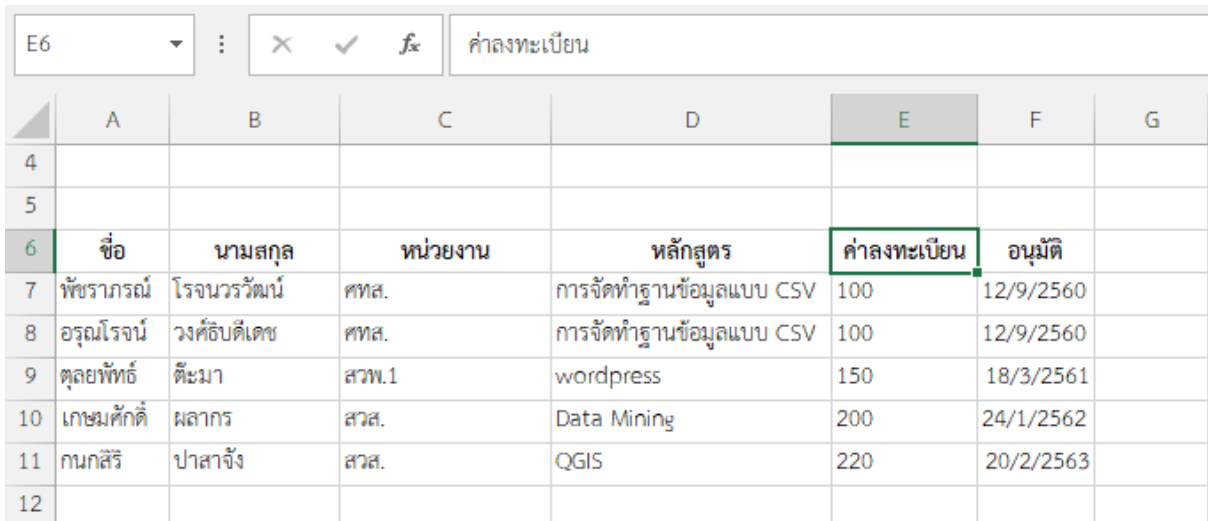 E6 fx ค่าลงทะเบียน
A B C D E F G
4
5
6 ชื่อ นามสกุล หน่วยงาน หลักสูตร ค่าลงทะเบียน อนุมัติ
7 พัชราภรณ์ โรจนวรวัฒน์ ศทส. การจัดทำฐานข้อมูลแบบ CSV 100 12/9/2560
8 อรุณโรจน์ วงศ์ธิบดีเดช ศทส. การจัดทำฐานข้อมูลแบบ CSV 100 12/9/2560
9 ตุลยพัทธ์ ต๊ะมา สวพ.1 wordpress 150 18/3/2561
10 เกษมศักดิ์ ผลากร สวส. Data Mining 200 24/1/2562
11 กนกสิริ ปาสาจัง สวส. QGIS 220 20/2/2563
12